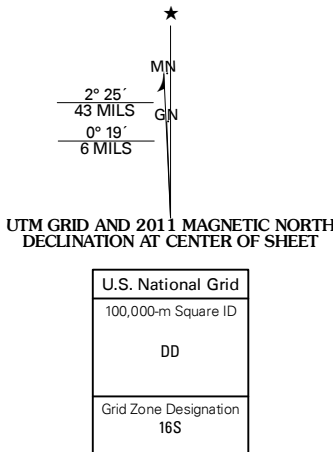 ★
MN
2° 25´
43 MILS
GN
0° 19´
6 MILS
UTM GRID AND 2011 MAGNETIC NORTH
DECLINATION AT CENTER OF SHEET
U.S. National Grid
100,000-m Square ID
DD
Grid Zone Designation
16S